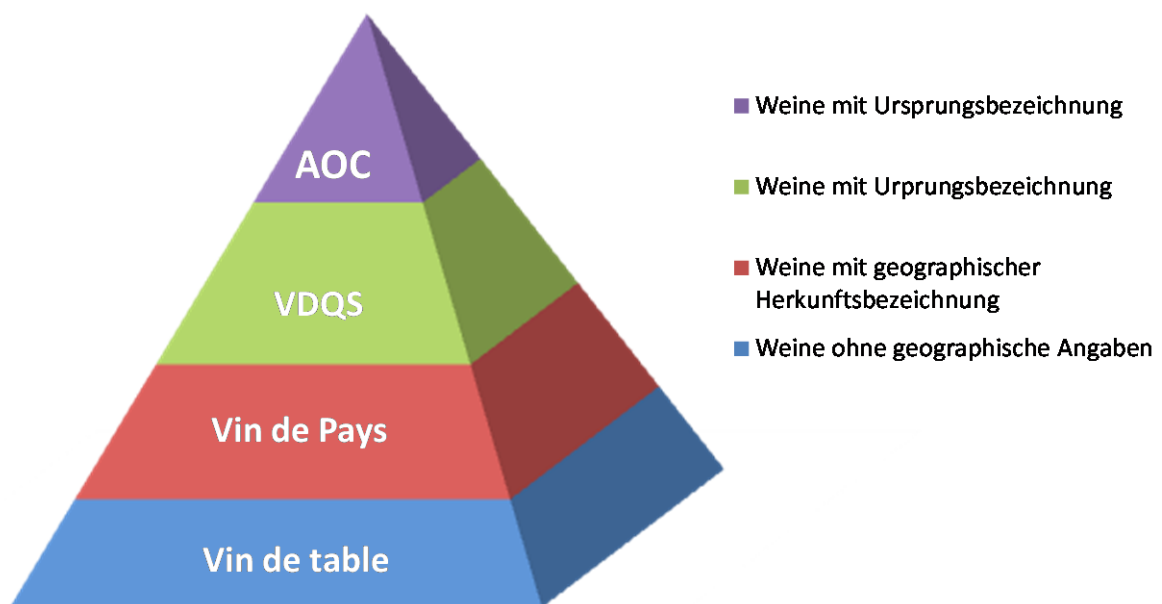 AOC
VDQS
Vin de Pays
Vin de table
Weine mit Ursprungsbezeichnung
Weine mit Urprungsbezeichnung
Weine mit geographischer
Herkunftsbezeichnung
Weine ohne geographische Angaben